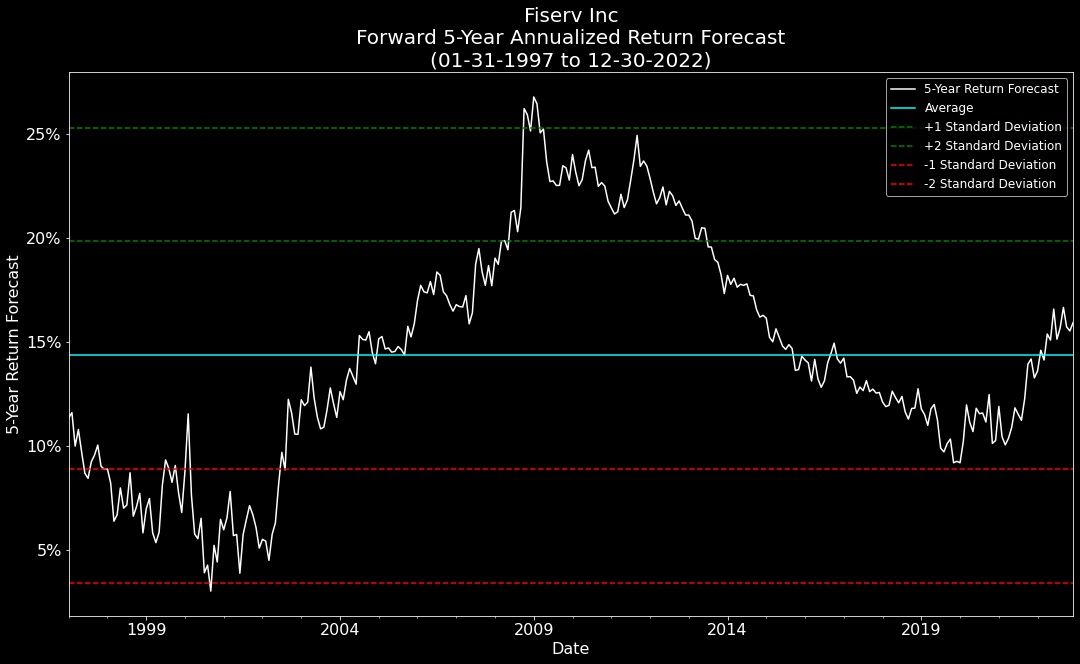 Fiserv Inc
Forward 5-Year Annualized Return Forecast
(01-31-1997 to 12-30-2022)
5-Year Return Forecast
Average
+1 Standard Deviation
+2 Standard Deviation
-1 Standard Deviation
-2 Standard Deviation
5-Year Return Forecast
25%
20%
15%
10%
5%
1999
2004
2009
2014
2019
Date